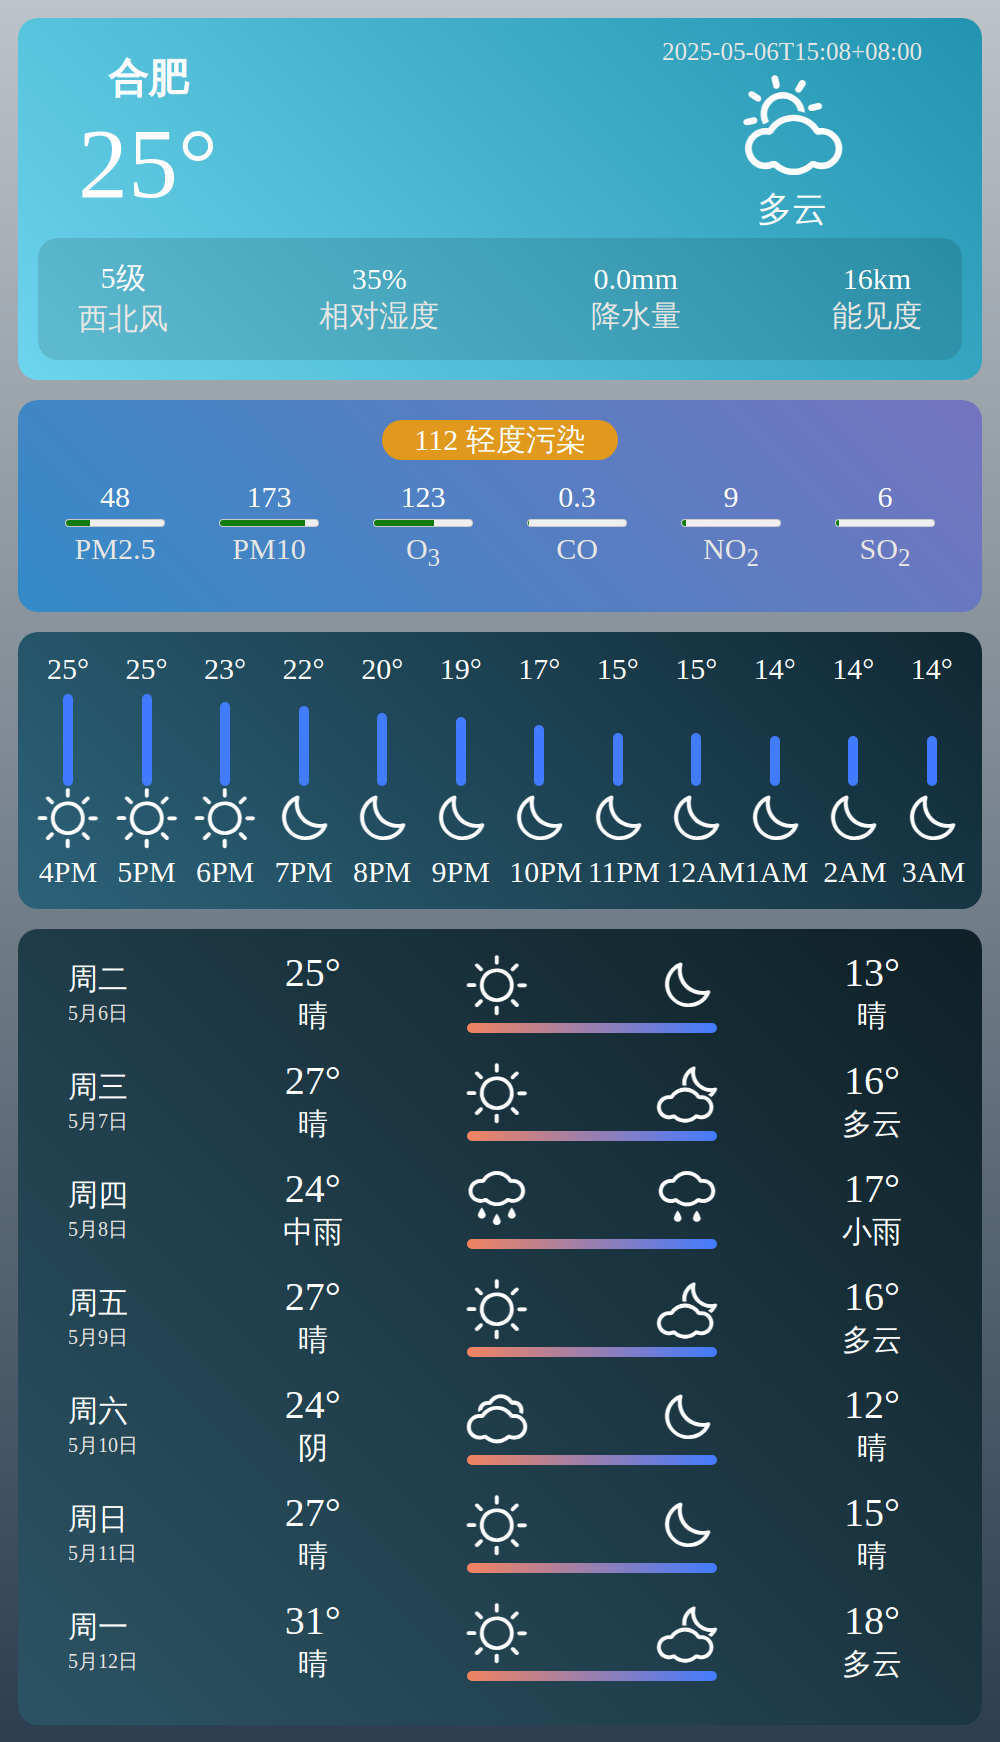 合肥
25°
2025-05-06T15:08+08:00
多云
5级 35% 0.0mm 16km
西北风 相对湿度 降水量 能见度
112 轻度污染
48 173 123 0.3 9 6
PM2.5 PM10 O3 CO NO2 SO2
25° 25° 23° 22° 20° 19° 17° 15° 15° 14° 14° 14°
4PM 5PM 6PM 7PM 8PM 9PM 10PM 11PM 12AM 1AM 2AM 3AM
周二 25° 13°
5月6日 晴 晴
周三 27° 16°
5月7日 晴 多云
周四 24° 17°
5月8日 中雨 小雨
周五 27° 16°
5月9日 晴 多云
周六 24° 12°
5月10日 阴 晴
周日 27° 15°
5月11日 晴 晴
周一 31° 18°
5月12日 晴 多云